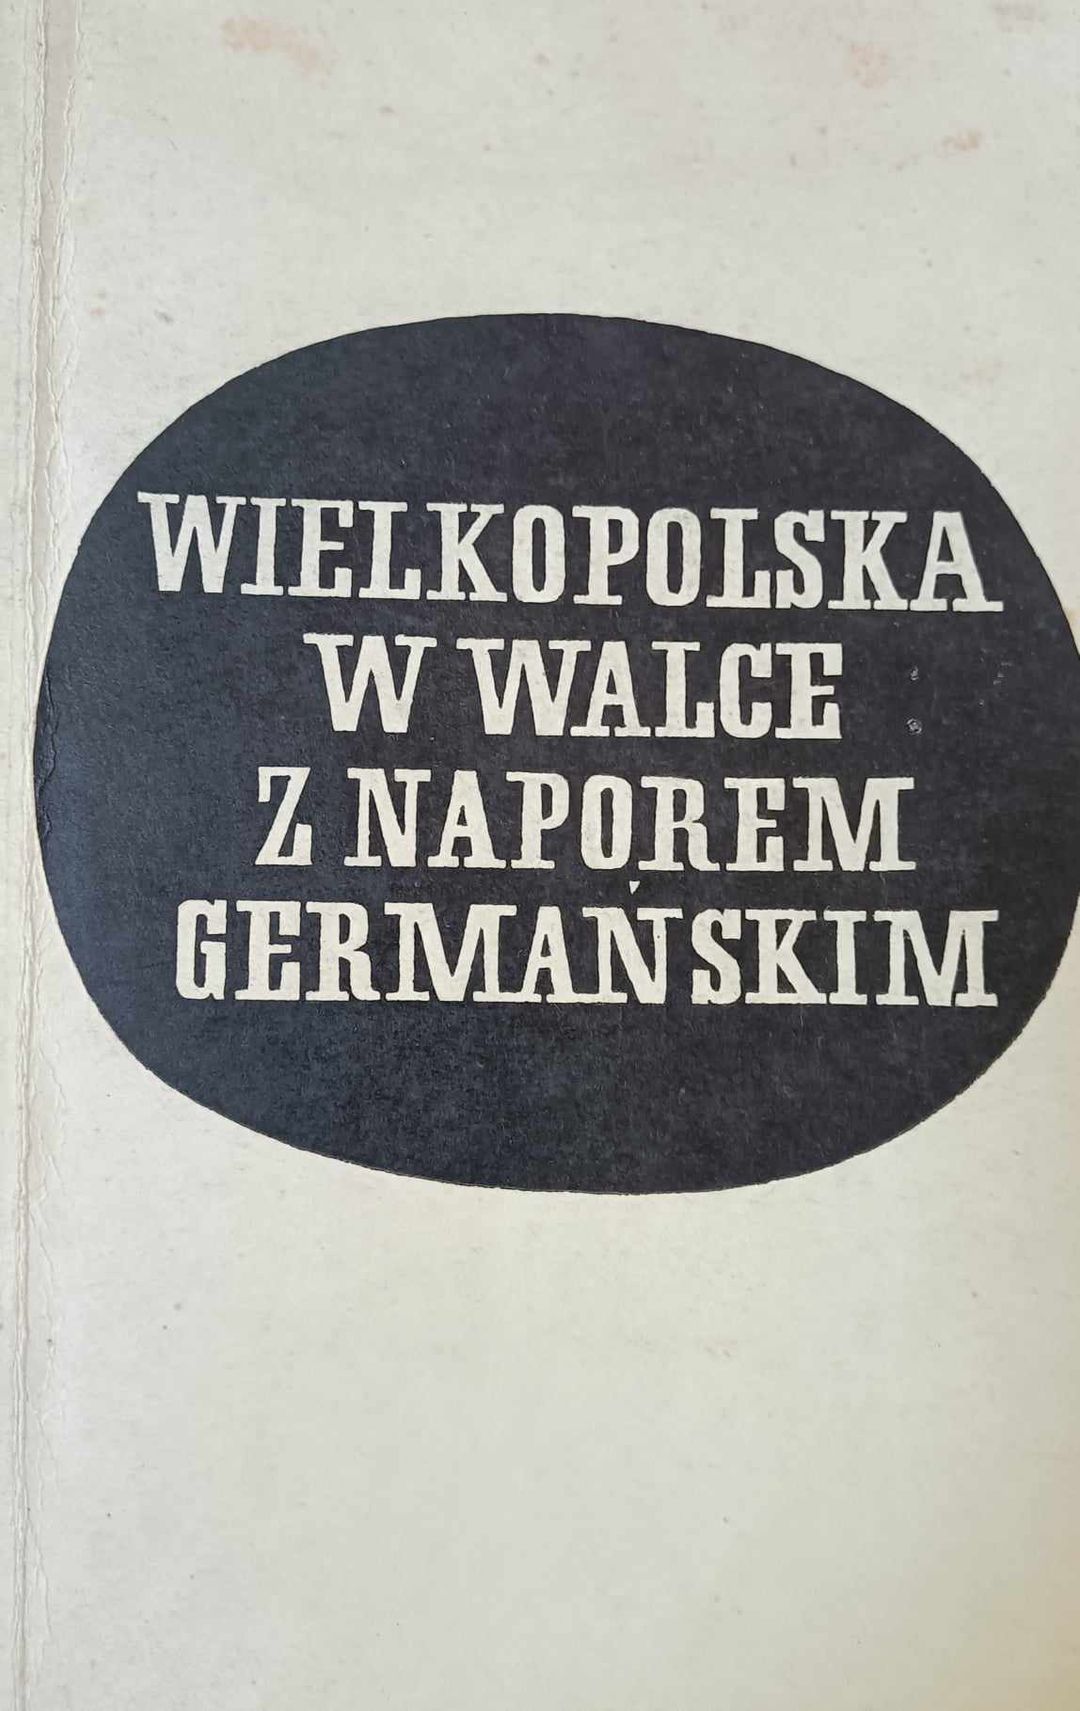 WIELKOPOLSKA
W WALCE
Z NAPOREM
GERMAŃSKIM